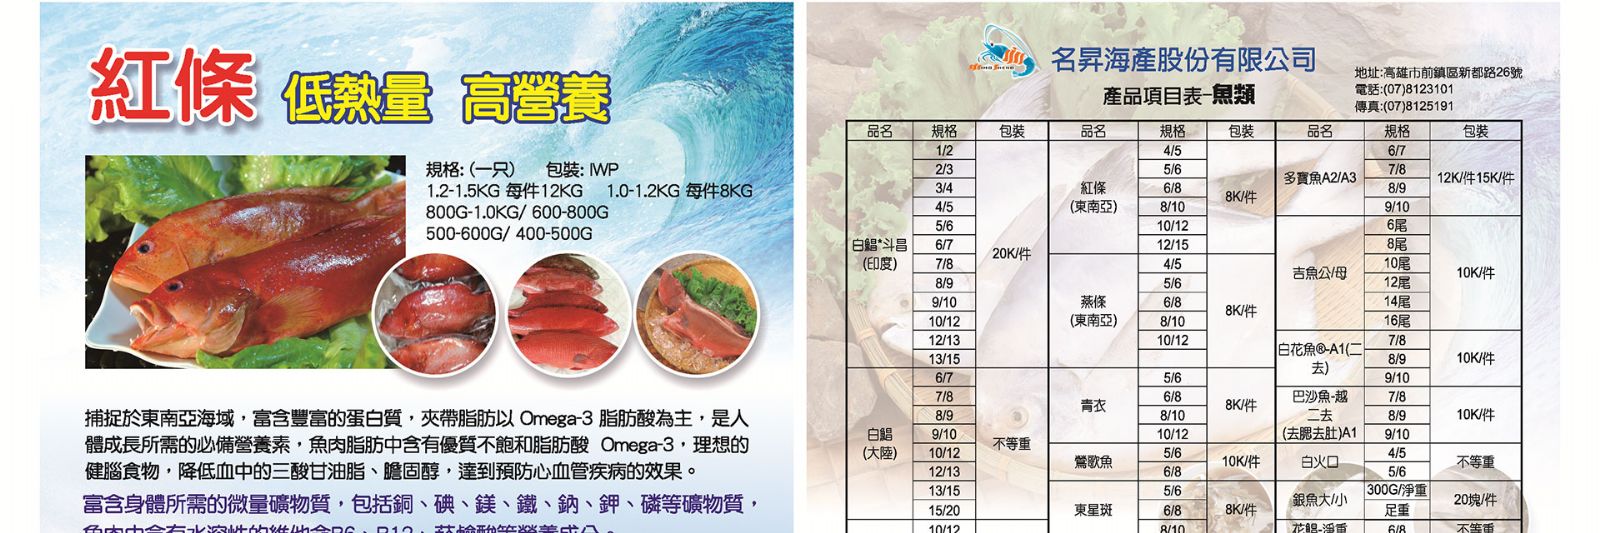 紅條 低熱量 高營養
規格: (一只) 包裝: IWP
1.2-1.5KG 每件12KG 1.0-1.2KG 每件8KG
800G-1.0KG/ 600-800G
500-600G/ 400-500G
捕捉於東南亞海域，富含豐富的蛋白質，夾帶脂肪以 Omega-3 脂肪酸為主，是人
體成長所需的必備營養素，魚肉脂肪中含有優質不飽和脂肪酸 Omega-3，理想的
健腦食物，降低血中的三酸甘油脂、膽固醇，達到預防心血管疾病的效果。
富含身體所需的微量礦物質，包括銅、碘、鎂、鐵、鈉、鉀、磷等礦物質，
名昇海產股份有限公司
產品項目表-魚類
地址:高雄市前鎮區新都路26號
電話:(07)8123101
傳真:(07)8125191
品名 規格 包裝 品名 規格 包裝 品名 規格 包裝
白鯧*斗昌
(印度)
1/2
2/3
3/4
4/5
5/6
6/7
7/8
8/9
9/10
10/12
12/13
13/15
20K/件
白鯧
(大陸)
6/7
7/8
8/9
9/10
10/12
12/13
13/15
15/20
不等重
10/12
紅條
(東南亞)
4/5
5/6
6/8
8/10
10/12
12/15
8K/件
燕條
(東南亞)
4/5
5/6
6/8
8/10
10/12
8K/件
青衣
5/6
6/8
8/10
10/12
8K/件
鶯歌魚
5/6
6/8
10K/件
東星斑
5/6
6/8
8/10
8K/件
多寶魚A2/A3
6/7
7/8
8/9
9/10
12K/件15K/件
吉魚公/母
6尾
8尾
10尾
12尾
14尾
16尾
10K/件
白花魚®-A1(二
去)
7/8
8/9
9/10
10K/件
巴沙魚-越
二去
(去腮去肚)A1
7/8
8/9
9/10
10K/件
白火口
4/5
5/6
不等重
銀魚大/小
300G/淨重
足重
20塊/件
花鯧-淨重
6/8
不等重